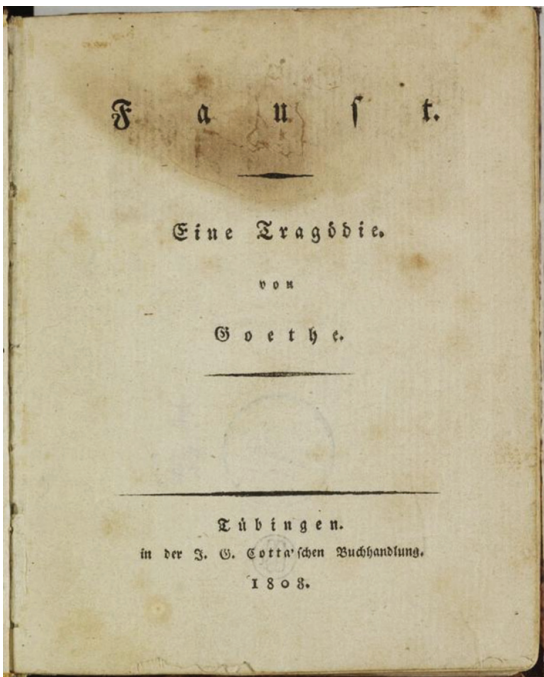 Fauſt.
Eine Tragödie.
von
Goethe.
Tübingen.
in der J. G. Cotta'ſchen Buchhandlung.
1808.